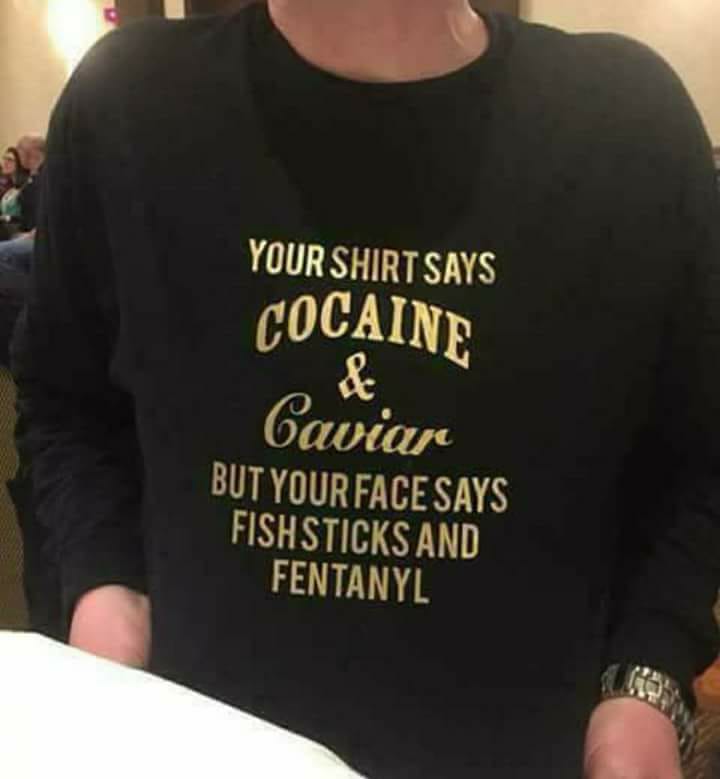 YOUR SHIRT SAYS
COCAINE
&
Caviar
BUT YOUR FACE SAYS
FISHSTICKS AND
FENTANYL